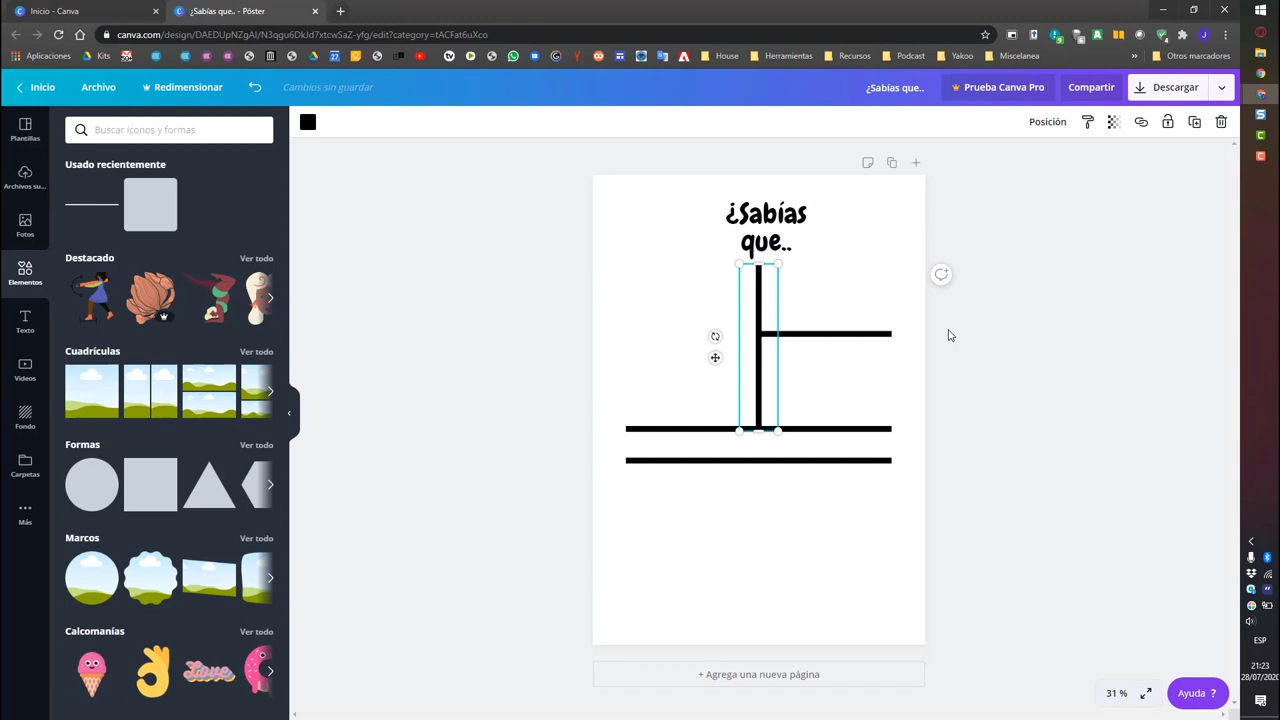 Inicio - Canva
¿Sabías que.. - Póster
canva.com/design/DAEDUpNZgAI/N3qgu6DkJd7xtcwSaZ-yfg/edit?category=tACFat6uXco
Aplicaciones
Kits
House
Herramientas
Recursos
Podcast
Yakoo
Miscelanea
Otros marcadores
Inicio
Archivo
Redimensionar
Cambios sin guardar
¿Sabías que..
Prueba Canva Pro
Compartir
Descargar
Posición
Plantillas
Archivos su...
Fotos
Elementos
Texto
Videos
Fondo
Carpetas
Más
Buscar íconos y formas
Usado recientemente
Destacado
Ver todo
Cuadrículas
Ver todo
Formas
Ver todo
Marcos
Ver todo
Calcomanías
Ver todo
Love
¿Sabías
que..
+ Agrega una nueva página
31 %
Ayuda ?
ESP
21:23
28/07/2020